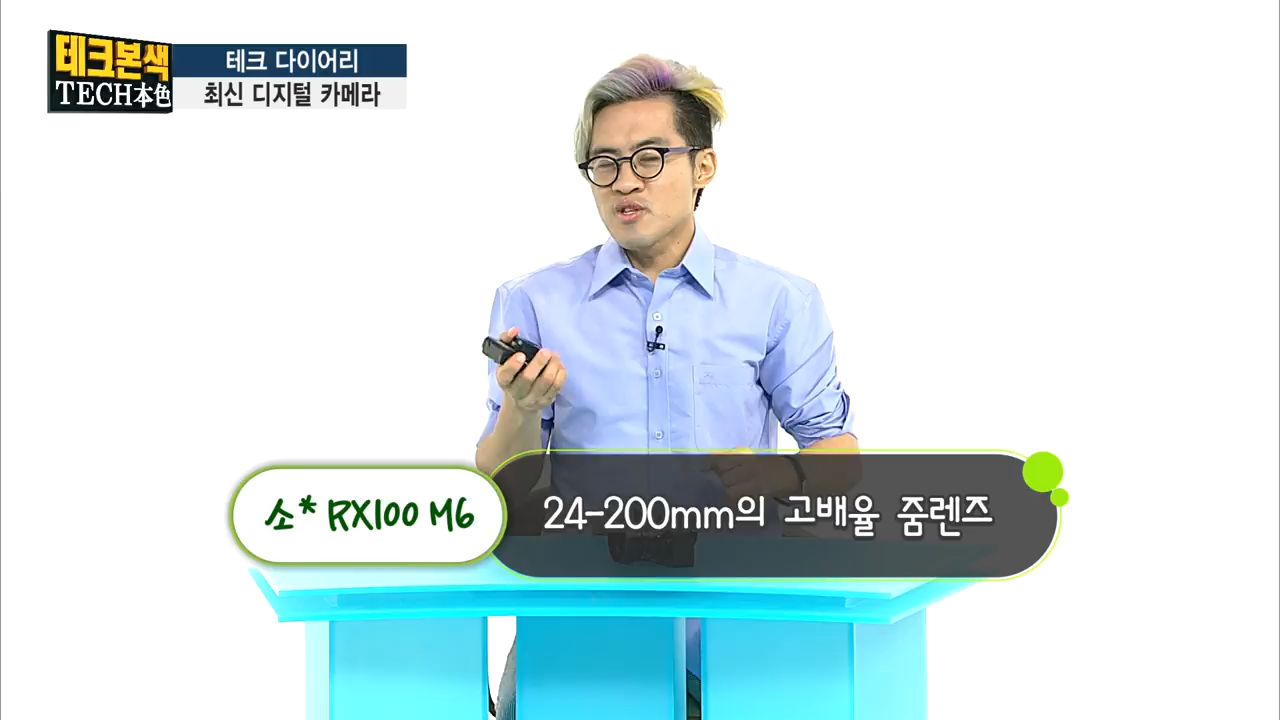 테크본색
TECH本色
테크 다이어리
최신 디지털 카메라
소* RX100 M6
24-200mm의 고배율 줌렌즈